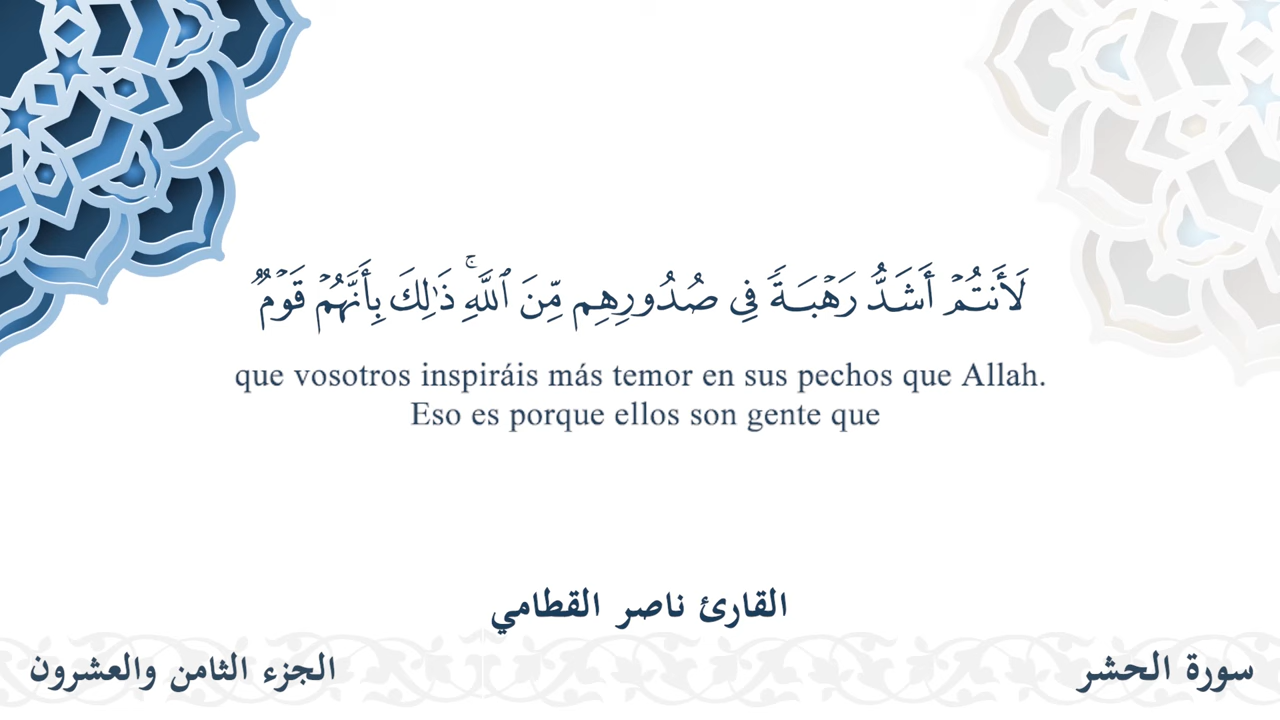 لَأَنتُمْ أَشَدُّ رَهْبَةً فِى صُدُورِهِم مِّنَ ٱللَّهِ ۚ ذَٰلِكَ بِأَنَّهُمْ قَوْمٌ
que vosotros inspiráis más temor en sus pechos que Allah.
Eso es porque ellos son gente que
القارئ ناصر القطامي
سورة الحشر
الجزء الثامن والعشرون